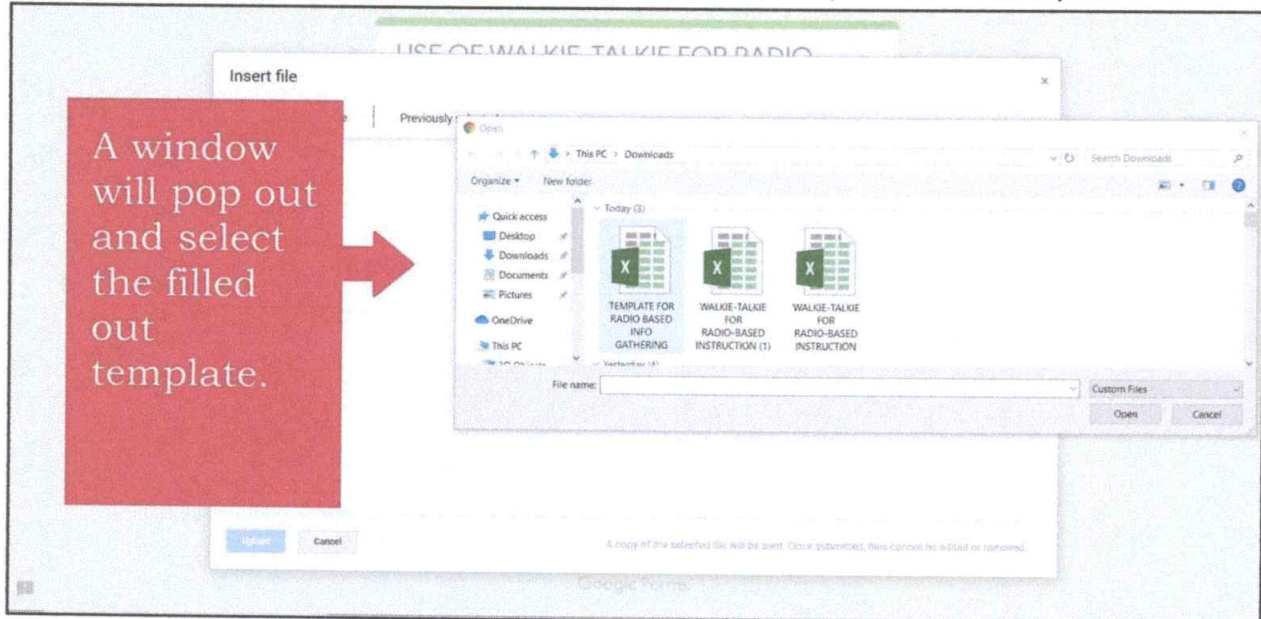 USE OF WALKIE-TALKIE FOR RADIO
Insert file
×
Previously
A window
will pop out
and select
the filled
out
template.
Open
This PC > Downloads
Search Downloads
Organize
New folder
Today (3)
Quick access
Desktop
Downloads
Documents
Pictures
OneDrive
This PC
3D Objects
TEMPLATE FOR
RADIO BASED
INFO
GATHERING
WALKIE-TALKIE
FOR
RADIO-BASED
INSTRUCTION (1)
WALKIE-TALKIE
FOR
RADIO-BASED
INSTRUCTION
Yesterday (4)
File name:
Custom Files
Open
Cancel
Upload
Cancel
A copy of the selected file will be sent. Once submitted, files cannot be edited or removed.
Google Forms